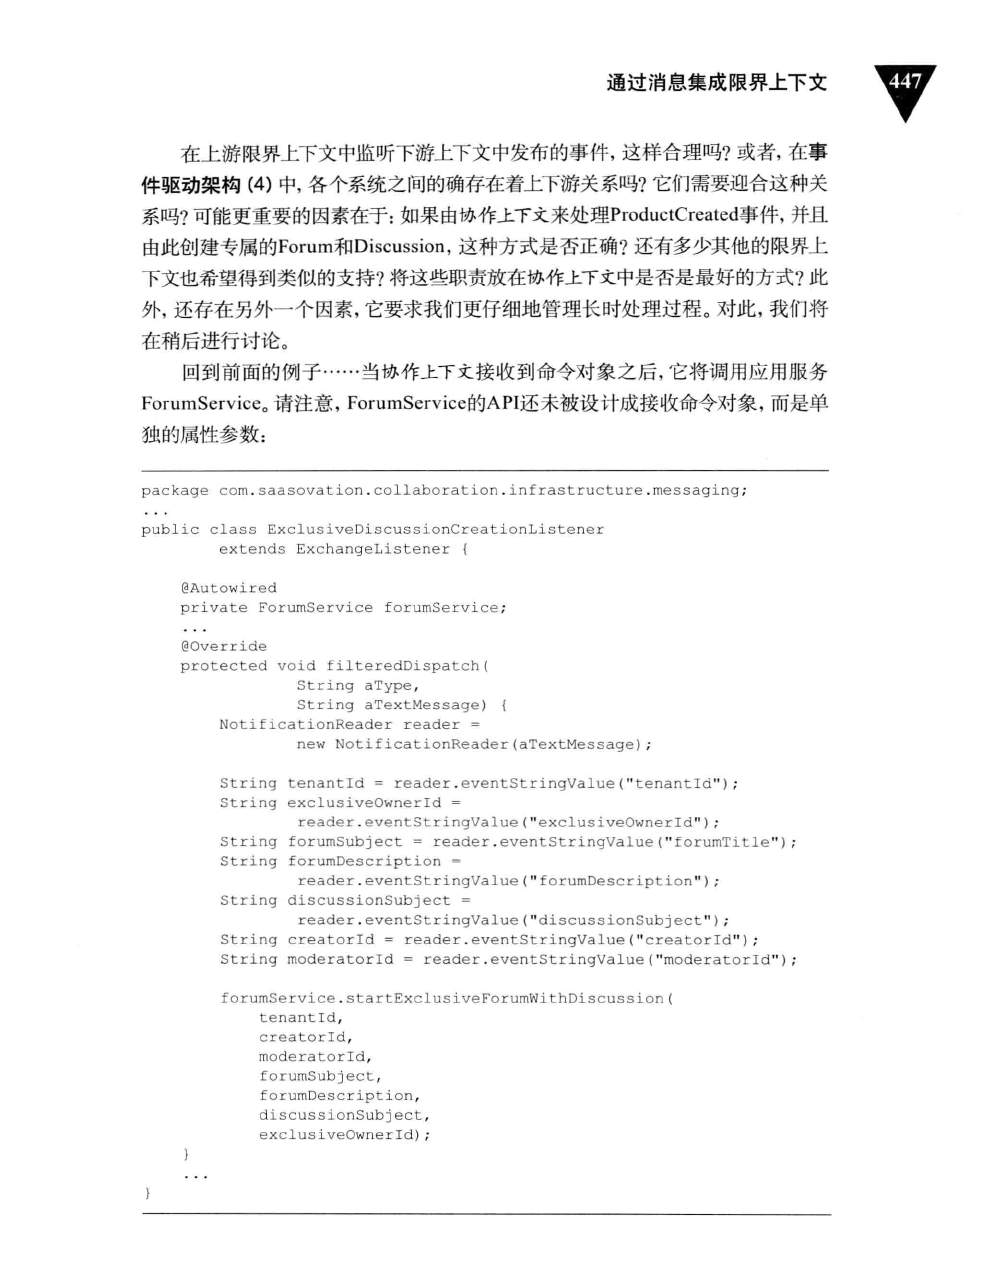 通过消息集成限界上下文
447
在上游限界上下文中监听下游上下文中发布的事件, 这样合理吗? 或者, 在事
件驱动架构 (4) 中, 各个系统之间的确存在着上下游关系吗? 它们需要迎合这种关
系吗? 可能更重要的因素在于: 如果由协作上下文来处理ProductCreated事件, 并且
由此创建专属的Forum和Discussion, 这种方式是否正确? 还有多少其他的限界上
下文也希望得到类似的支持? 将这些职责放在协作上下文中是否是最好的方式? 此
外, 还存在另外一个因素, 它要求我们更仔细地管理长时处理过程。对此, 我们将
在稍后进行讨论。
回到前面的例子……当协作上下文接收到命令对象之后, 它将调用应用服务
ForumService。请注意, ForumService的API还未被设计成接收命令对象, 而是单
独的属性参数:
package com.saasovation.collaboration.infrastructure.messaging;
...
public class ExclusiveDiscussionCreationListener
        extends ExchangeListener {
    @Autowired
    private ForumService forumService;
    ...
    @Override
    protected void filteredDispatch(
                String aType,
                String aTextMessage) {
        NotificationReader reader =
                new NotificationReader(aTextMessage);
        String tenantId = reader.eventStringValue("tenantId");
        String exclusiveOwnerId =
                reader.eventStringValue("exclusiveOwnerId");
        String forumSubject = reader.eventStringValue("forumTitle");
        String forumDescription =
                reader.eventStringValue("forumDescription");
        String discussionSubject =
                reader.eventStringValue("discussionSubject");
        String creatorId = reader.eventStringValue("creatorId");
        String moderatorId = reader.eventStringValue("moderatorId");
        forumService.startExclusiveForumWithDiscussion(
            tenantId,
            creatorId,
            moderatorId,
            forumSubject,
            forumDescription,
            discussionSubject,
            exclusiveOwnerId);
    }
    ...
}